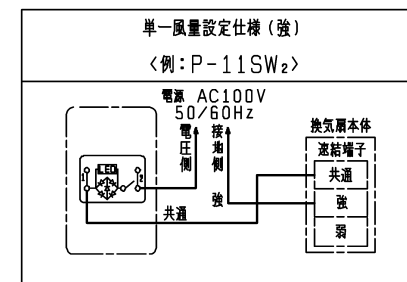 単一風量設定仕様（強）
〈例：P-11SW₂〉
電源 AC100V
50/60Hz
電圧側
接地側
換気扇本体
速結端子
共通
強
弱
LED
1
2
強
共通